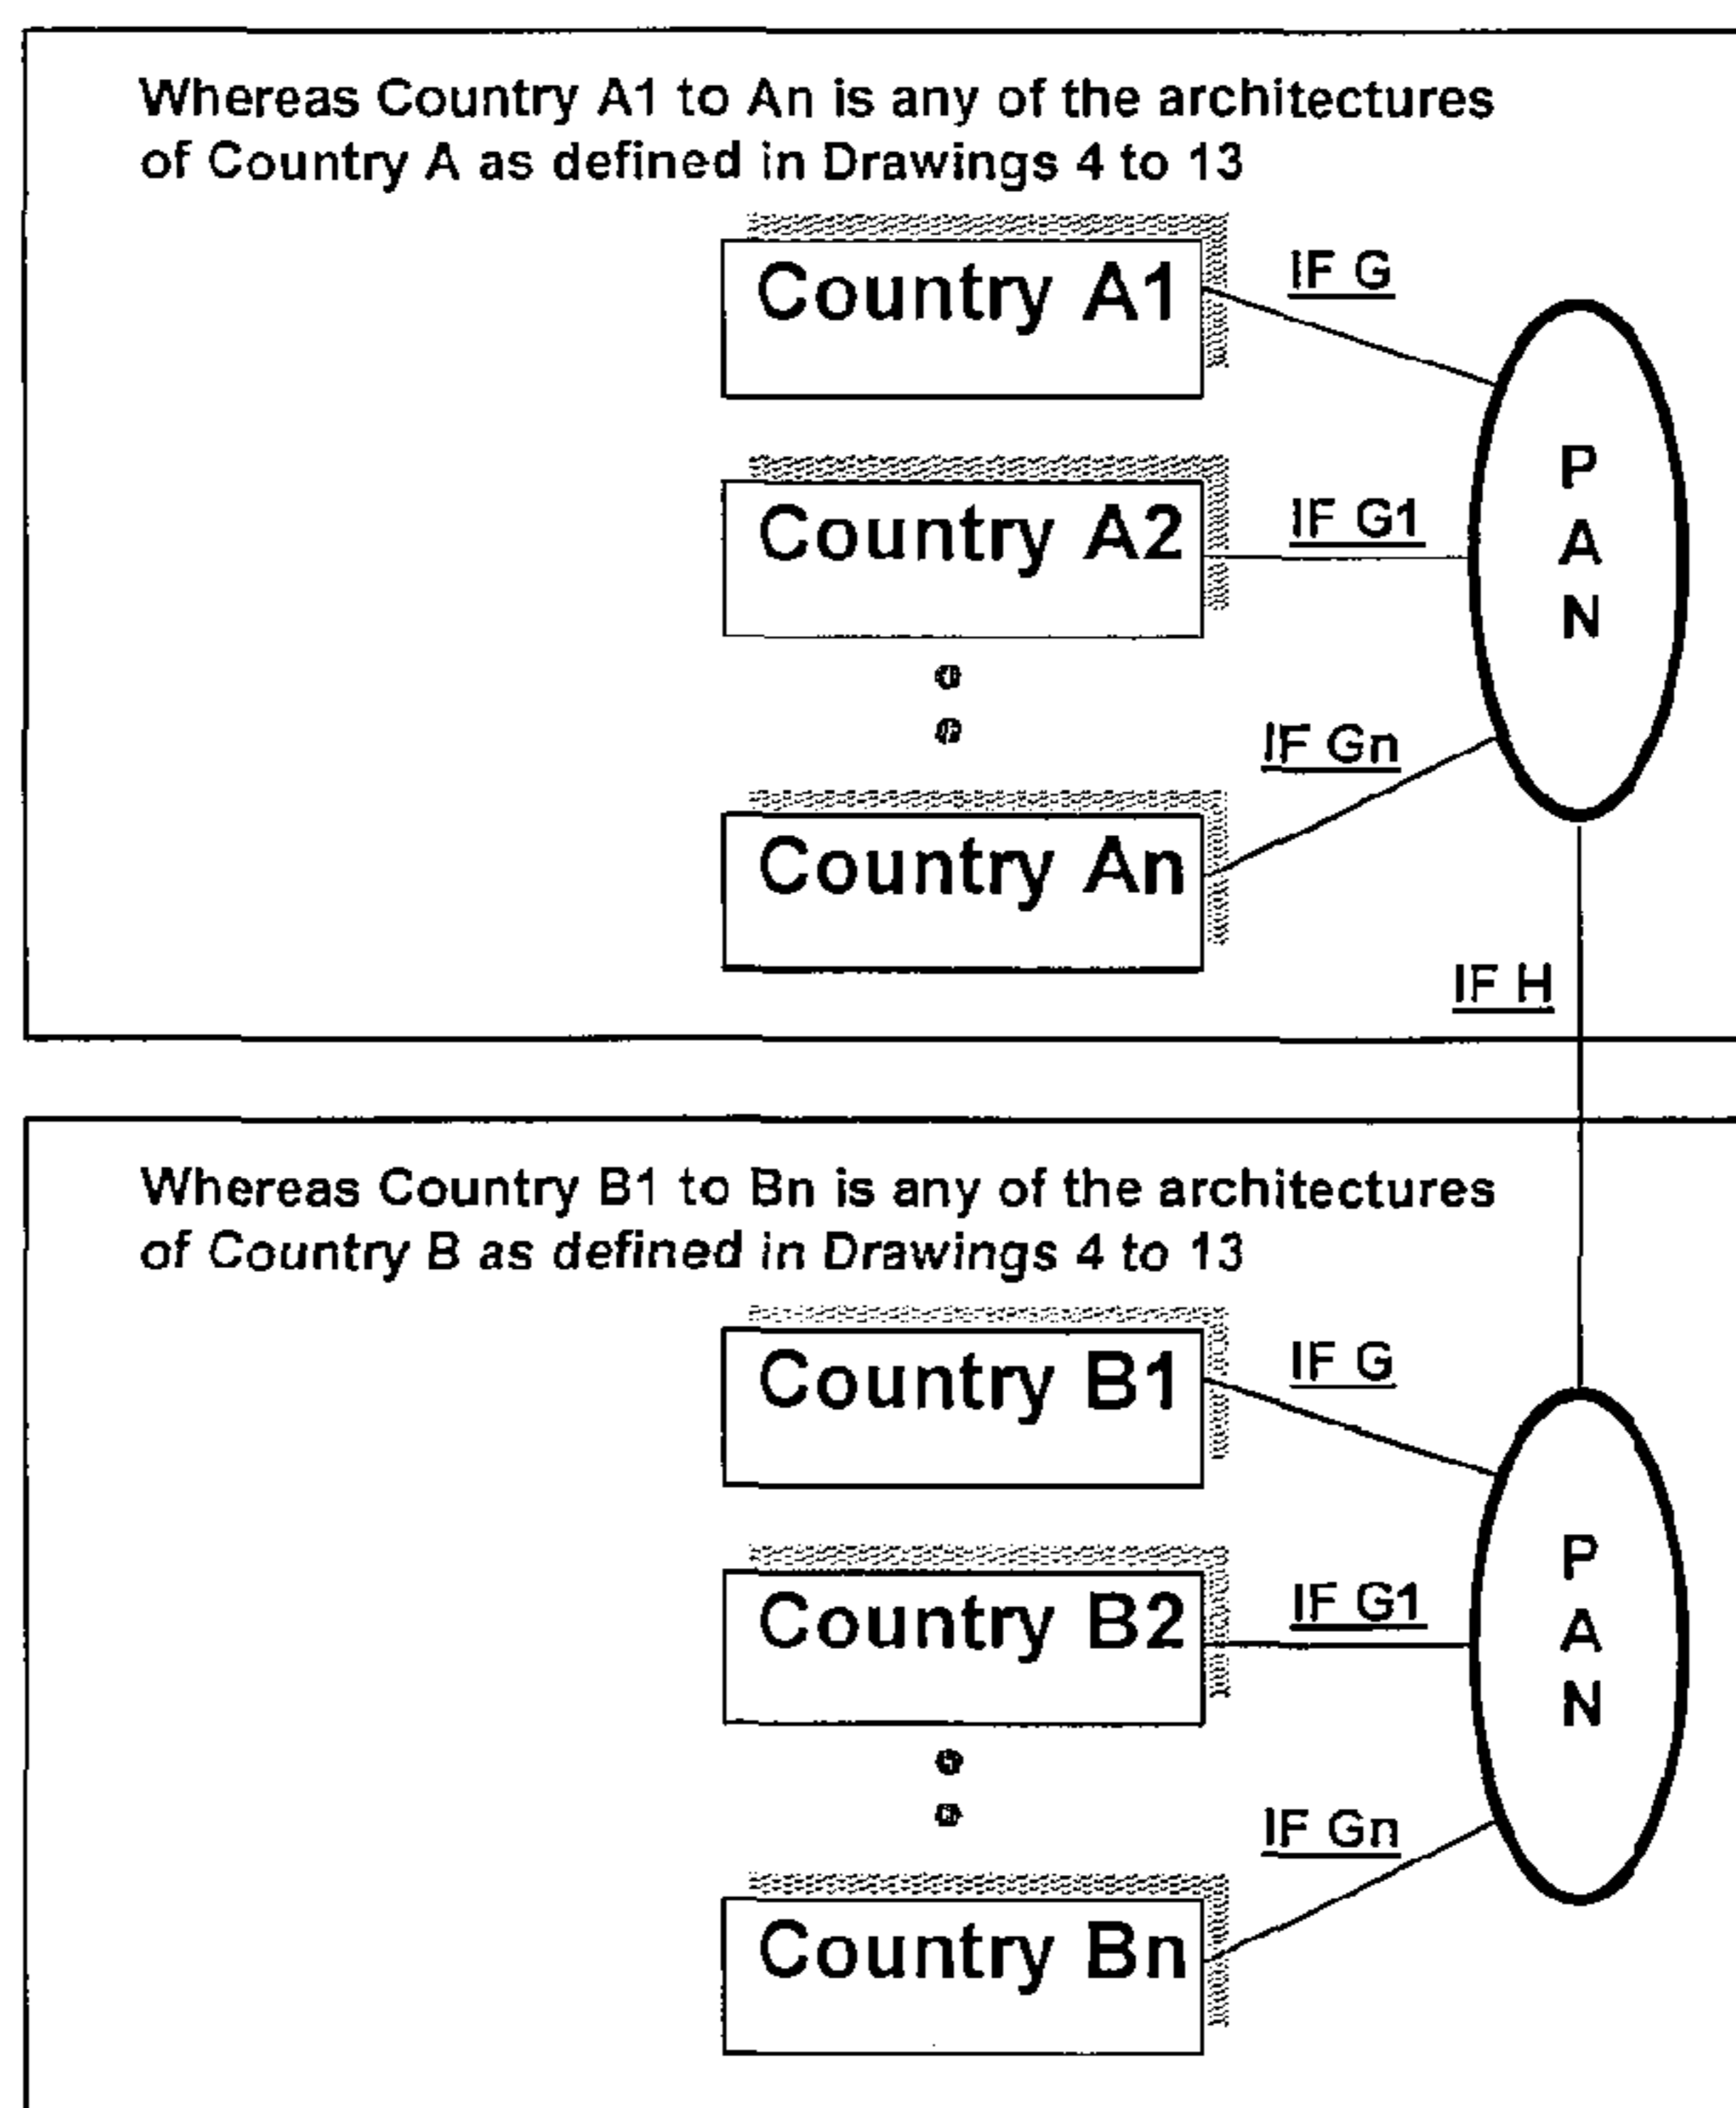 Whereas Country A1 to An is any of the architectures
of Country A as defined in Drawings 4 to 13
Country A1
IF G
Country A2
IF G1
P
A
N
IF Gn
Country An
IF H
Whereas Country B1 to Bn is any of the architectures
of Country B as defined in Drawings 4 to 13
Country B1
IF G
Country B2
IF G1
P
A
N
IF Gn
Country Bn